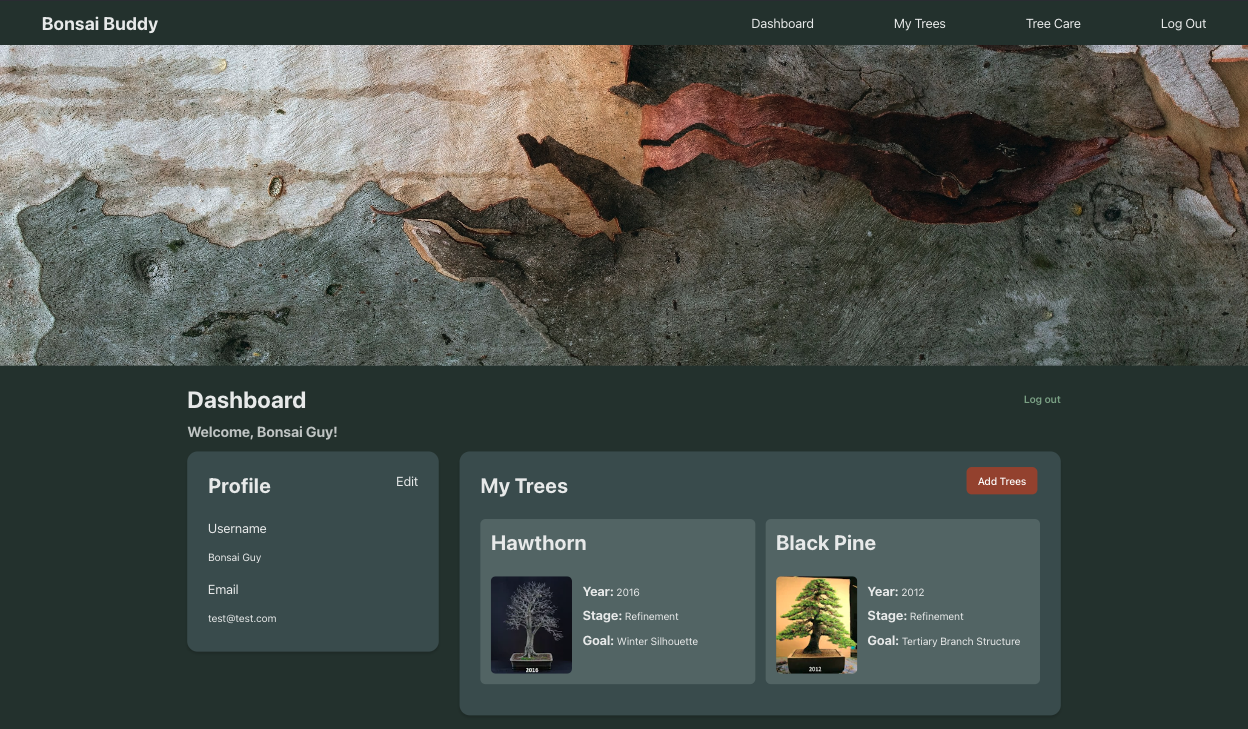 Bonsai Buddy
Dashboard
My Trees
Tree Care
Log Out
Dashboard
Log out
Welcome, Bonsai Guy!
Profile
Edit
Username
Bonsai Guy
Email
test@test.com
My Trees
Add Trees
Hawthorn
2016
Year: 2016
Stage: Refinement
Goal: Winter Silhouette
Black Pine
2012
Year: 2012
Stage: Refinement
Goal: Tertiary Branch Structure